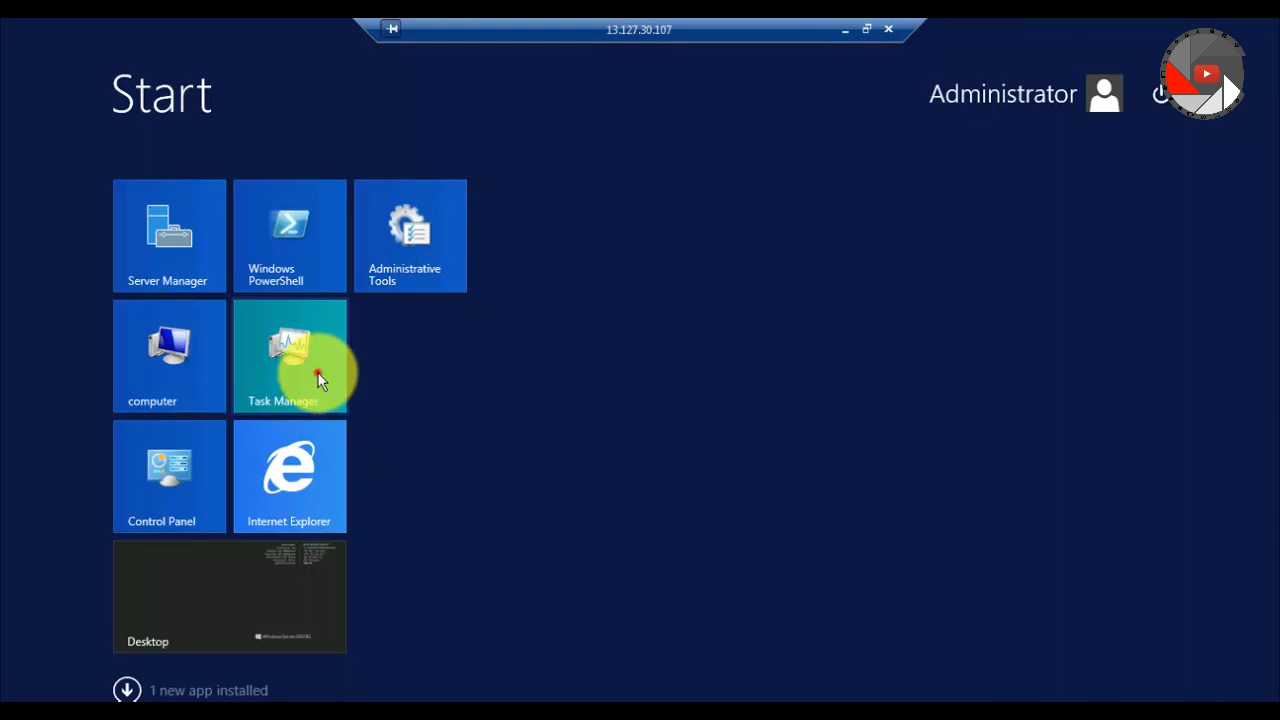 13.127.30.107
Start
Administrator
Server Manager
Windows
PowerShell
Administrative
Tools
computer
Task Manager
Control Panel
Internet Explorer
Desktop
1 new app installed